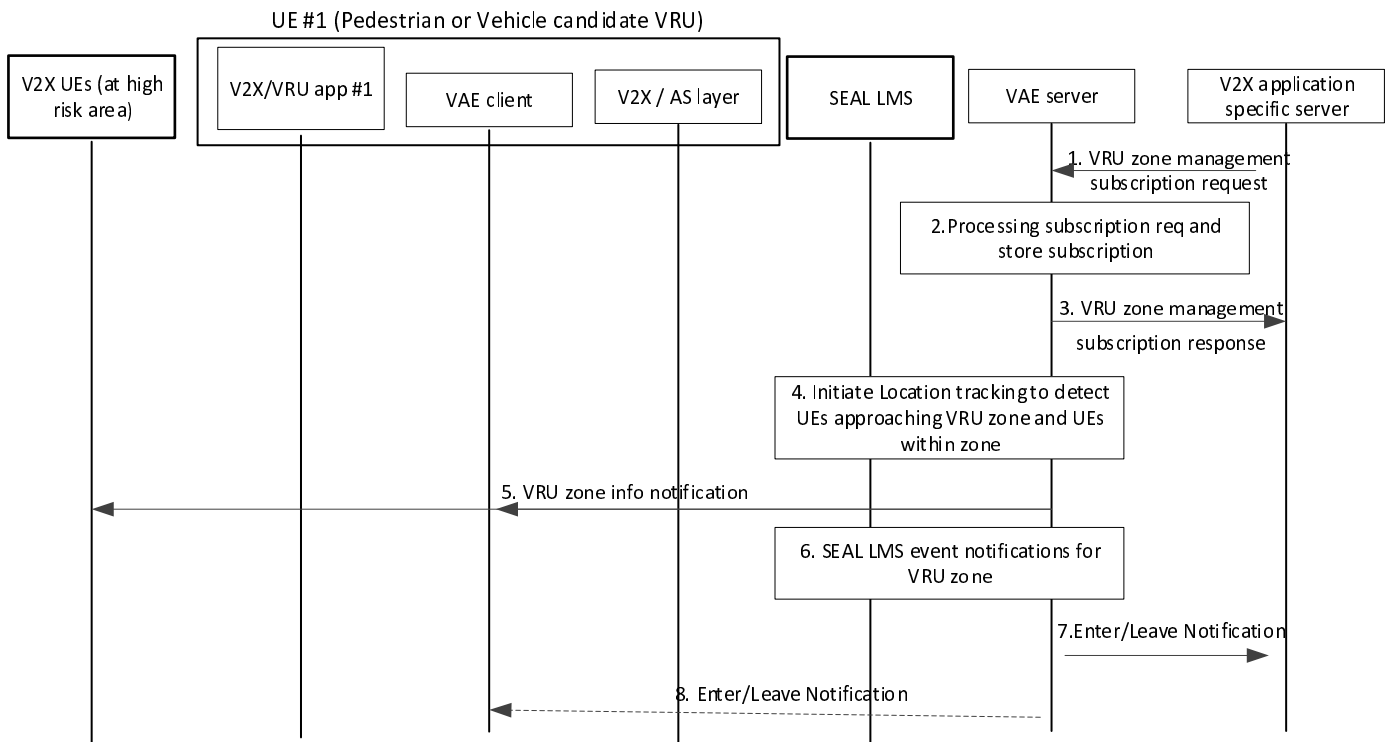 UE #1 (Pedestrian or Vehicle candidate VRU)
V2X UEs (at high
risk area)
V2X/VRU app #1
VAE client
V2X / AS layer
SEAL LMS
VAE server
V2X application
specific server
1. VRU zone management
subscription request
2.Processing subscription req and
store subscription
3. VRU zone management
subscription response
4. Initiate Location tracking to detect
UEs approaching VRU zone and UEs
within zone
5. VRU zone info notification
6. SEAL LMS event notifications for
VRU zone
7.Enter/Leave Notification
8. Enter/Leave Notification